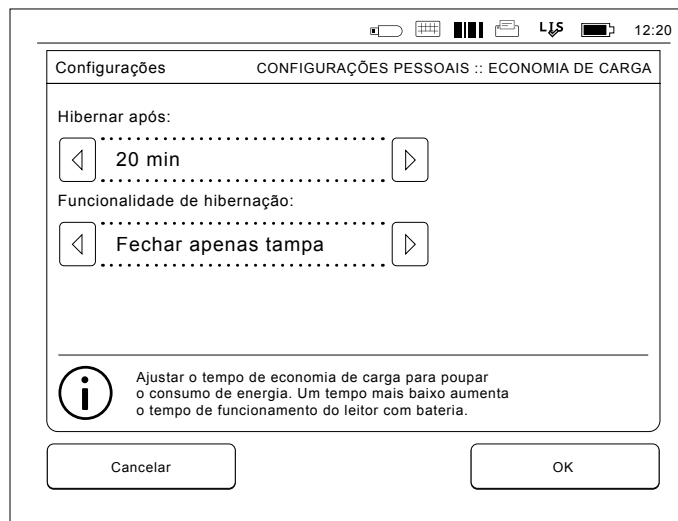 LIS 12:20
Configurações CONFIGURAÇÕES PESSOAIS :: ECONOMIA DE CARGA
Hibernar após:
20 min
Funcionalidade de hibernação:
Fechar apenas tampa
Ajustar o tempo de economia de carga para poupar
o consumo de energia. Um tempo mais baixo aumenta
o tempo de funcionamento do leitor com bateria.
Cancelar OK